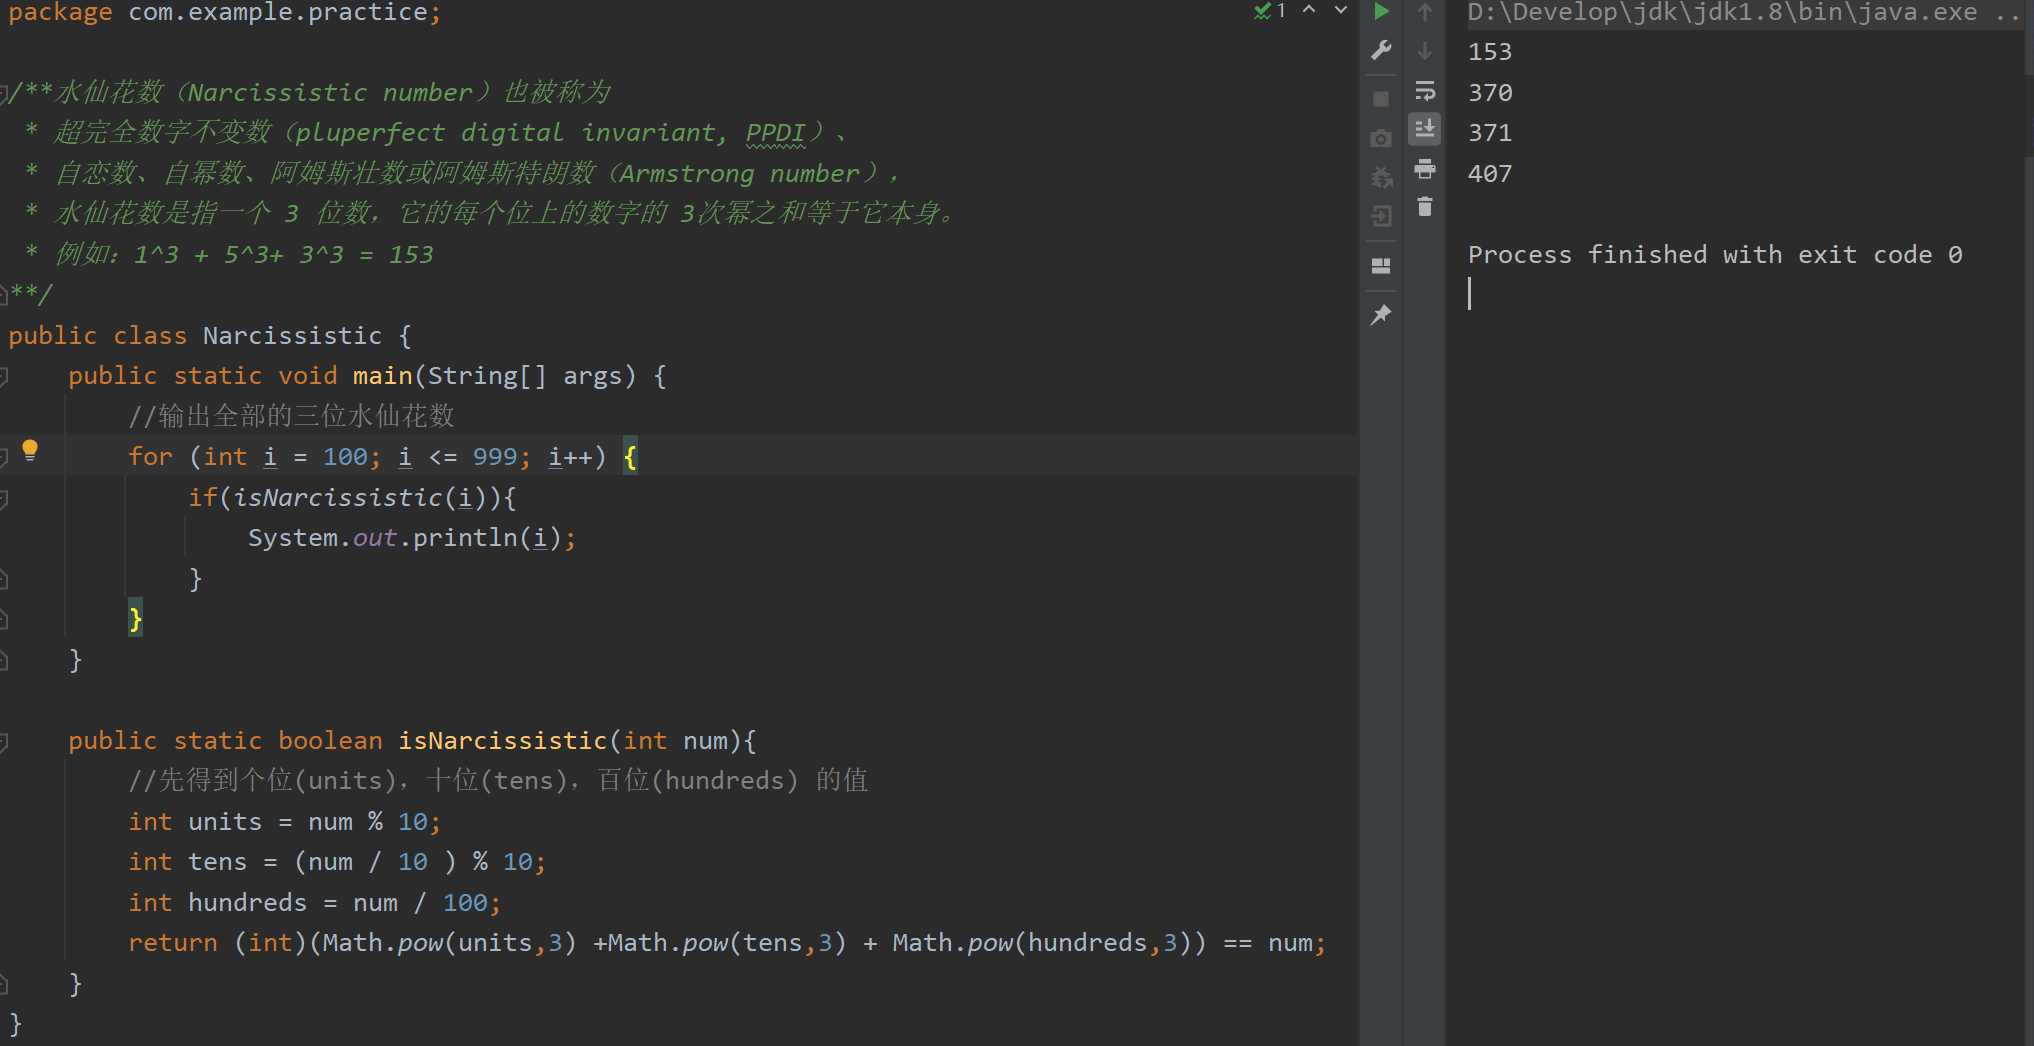 package com.example.practice;
/**水仙花数（Narcissistic number）也被称为
 * 超完全数字不变数（pluperfect digital invariant, PPDI）、
 * 自恋数、自幂数、阿姆斯壮数或阿姆斯特朗数（Armstrong number），
 * 水仙花数是指一个 3 位数，它的每个位上的数字的 3次幂之和等于它本身。
 * 例如：1^3 + 5^3+ 3^3 = 153
**/
public class Narcissistic {
    public static void main(String[] args) {
        //输出全部的三位水仙花数
        for (int i = 100; i <= 999; i++) {
            if(isNarcissistic(i)){
                System.out.println(i);
            }
        }
    }
    public static boolean isNarcissistic(int num){
        //先得到个位(units)，十位(tens)，百位(hundreds) 的值
        int units = num % 10;
        int tens = (num / 10 ) % 10;
        int hundreds = num / 100;
        return (int)(Math.pow(units,3) +Math.pow(tens,3) + Math.pow(hundreds,3)) == num;
    }
}
1
D:\Develop\jdk\jdk1.8\bin\java.exe ..
153
370
371
407
Process finished with exit code 0